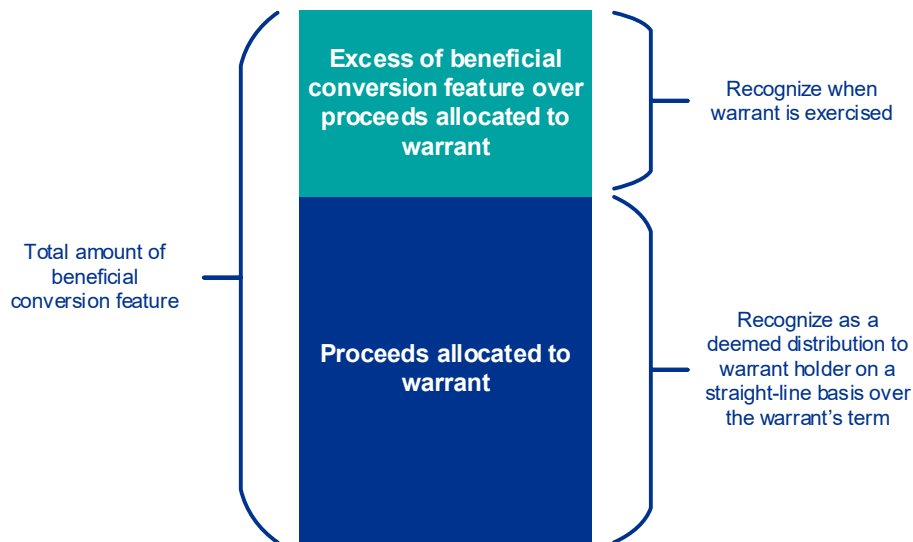 Total amount of
beneficial
conversion feature
Excess of beneficial
conversion feature over
proceeds allocated to
warrant
Proceeds allocated to
warrant
Recognize when
warrant is exercised
Recognize as a
deemed distribution to
warrant holder on a
straight-line basis over
the warrant's term